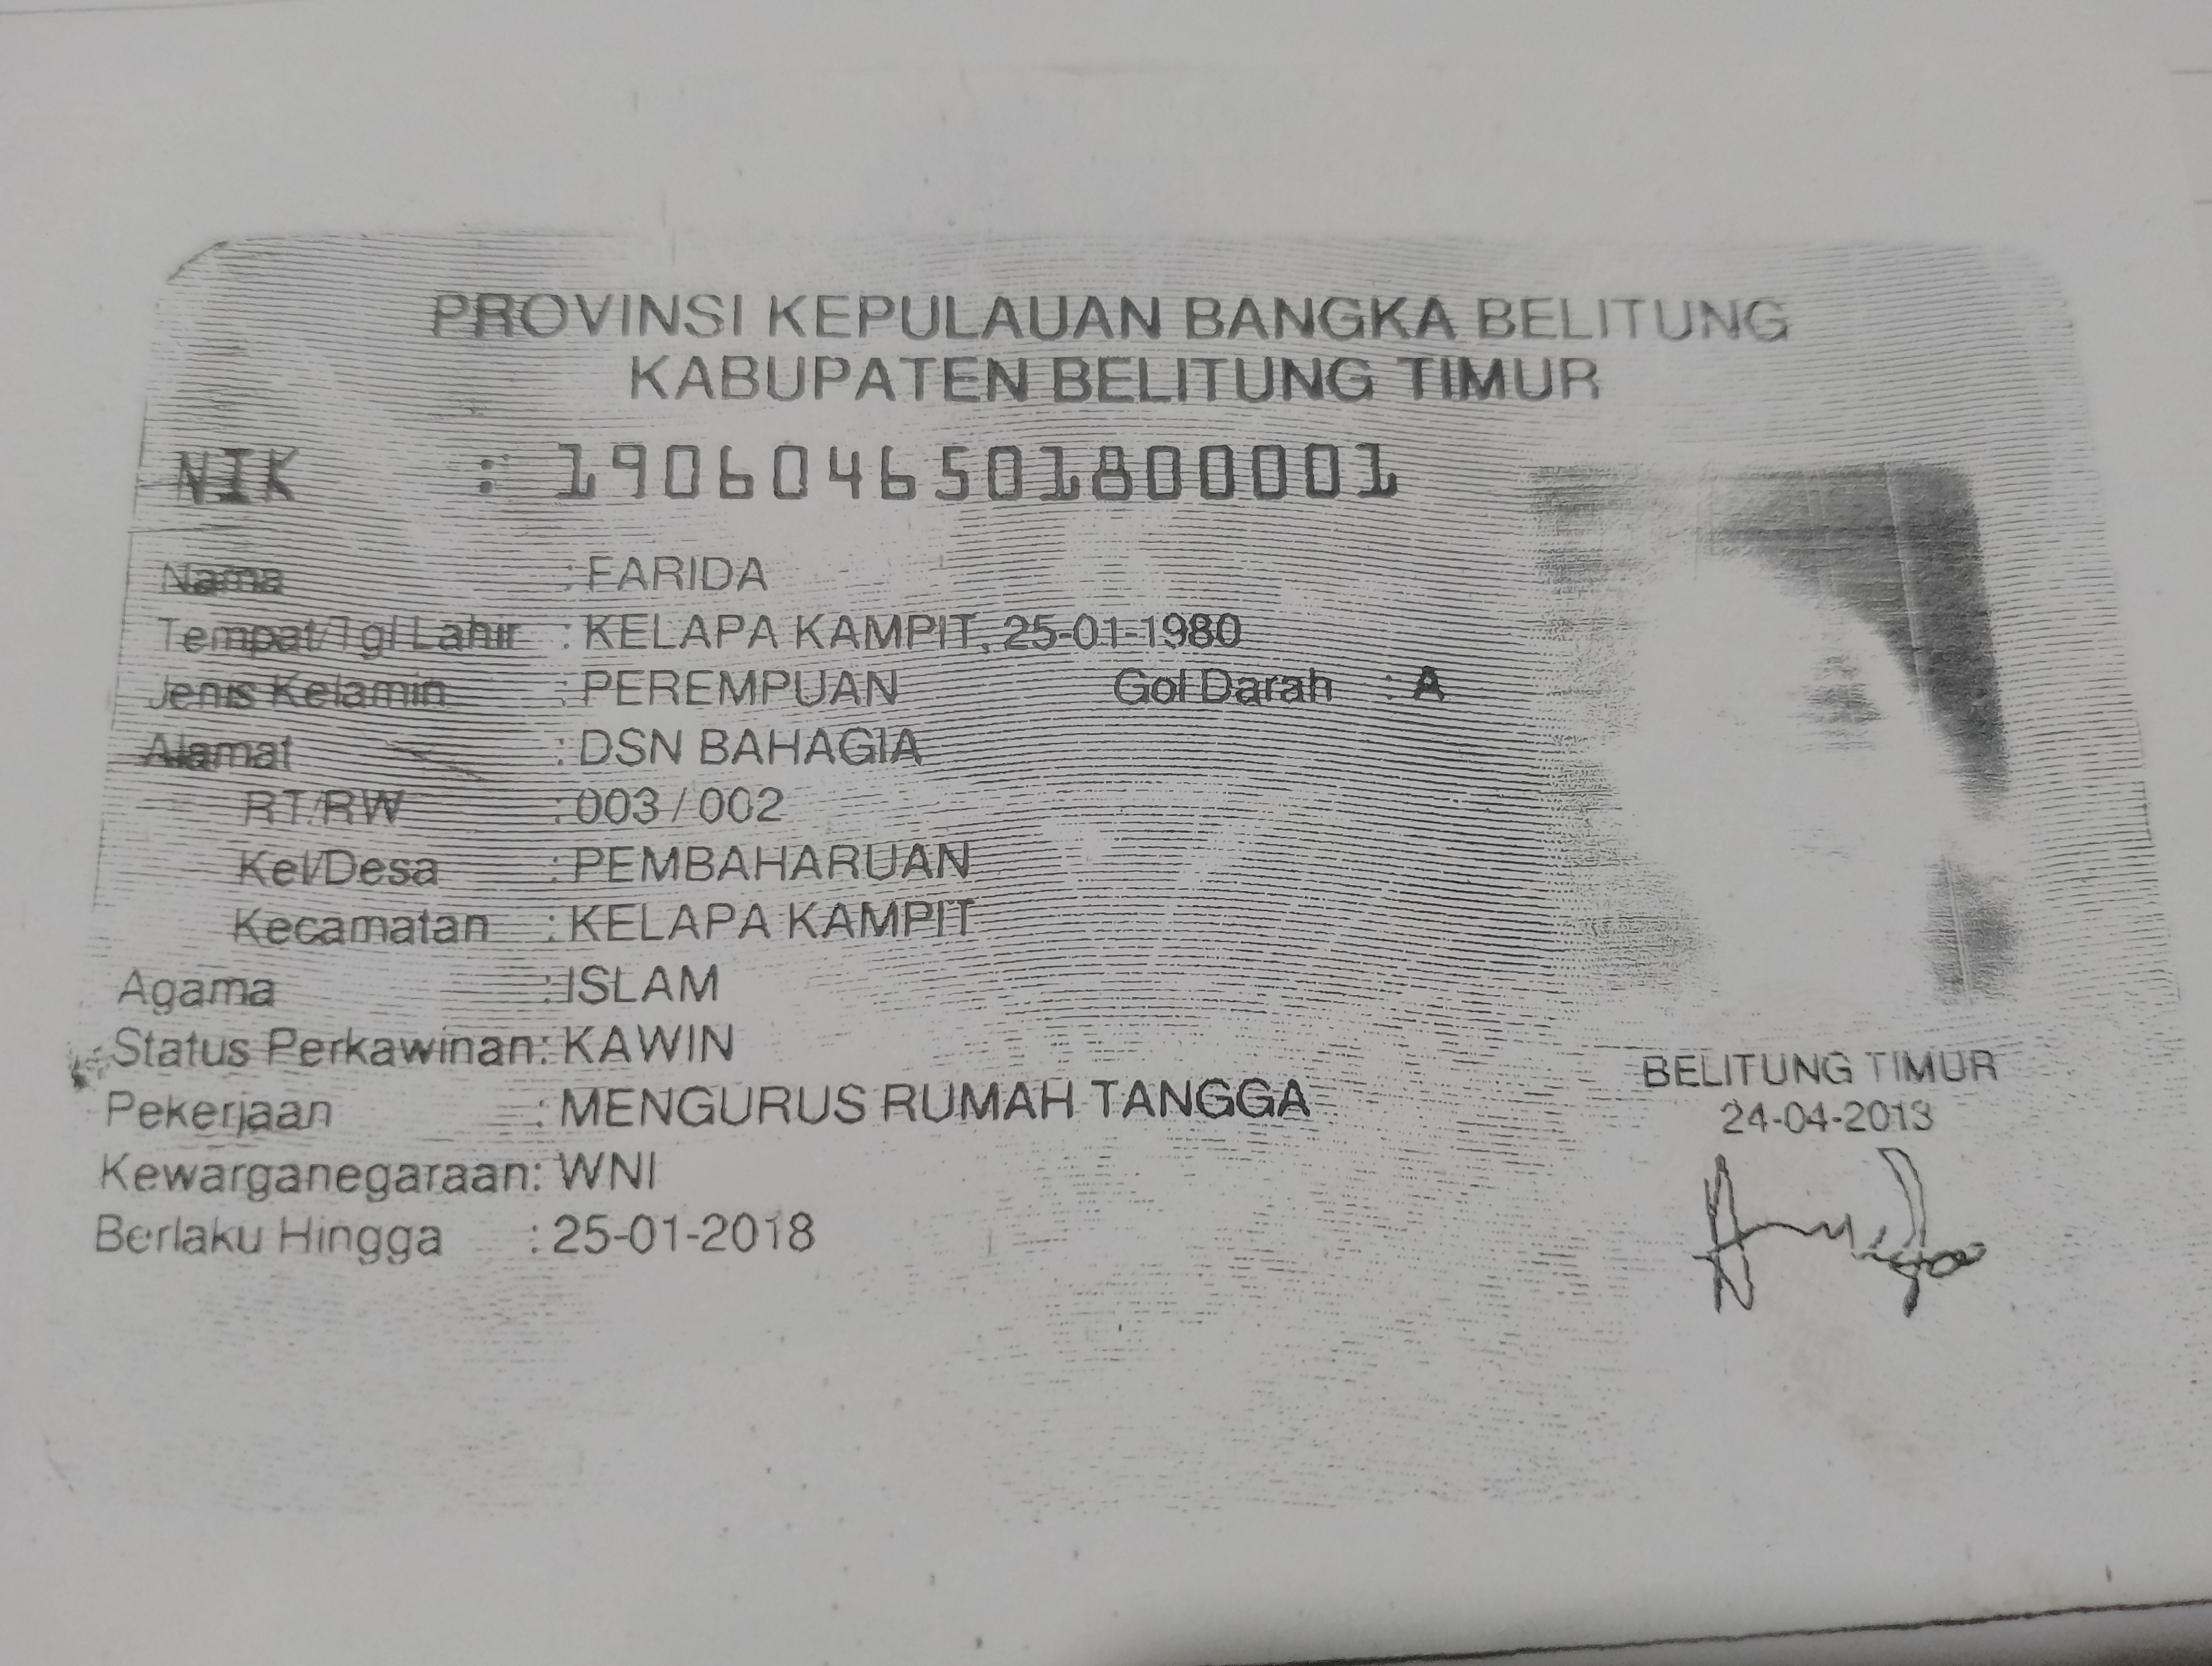 PROVINSI KEPULAUAN BANGKA BELITUNG
KABUPATEN BELITUNG TIMUR
NIK : 1906046501800001
Nama : FARIDA
Tempat/Tgl Lahir : KELAPA KAMPIT, 25-01-1980
Jenis Kelamin : PEREMPUAN Gol Darah : A
Alamat : DSN BAHAGIA
RT/RW : 003 / 002
Kel/Desa : PEMBAHARUAN
Kecamatan : KELAPA KAMPIT
Agama : ISLAM
Status Perkawinan: KAWIN
Pekerjaan : MENGURUS RUMAH TANGGA
Kewarganegaraan: WNI
Berlaku Hingga : 25-01-2018
BELITUNG TIMUR
24-04-2013